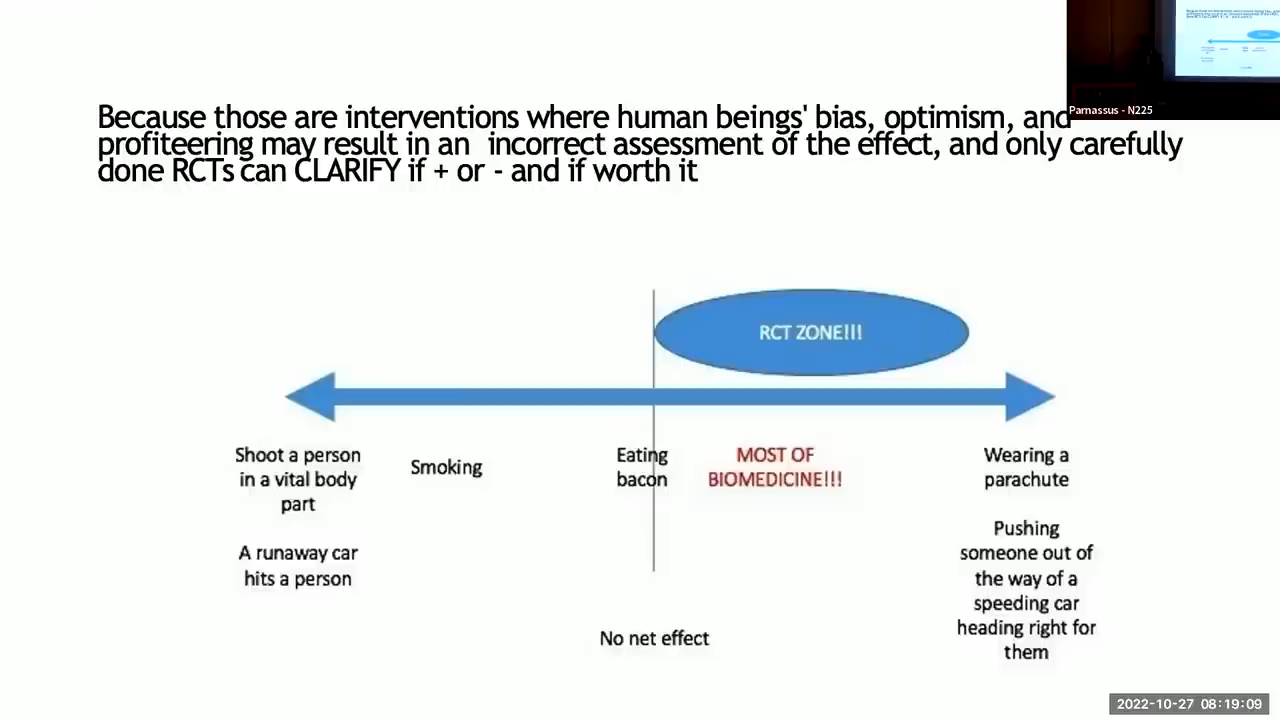 Parnassus - N225
Because those are interventions where human beings' bias, optimism, and
profiteering may result in an incorrect assessment of the effect, and only carefully
done RCTs can CLARIFY if + or - and if worth it
RCT ZONE!!!
Shoot a person
in a vital body
part
A runaway car
hits a person
Smoking
Eating
bacon
MOST OF
BIOMEDICINE!!!
Wearing a
parachute
Pushing
someone out of
the way of a
speeding car
heading right for
them
No net effect
2022-10-27 08:19:09